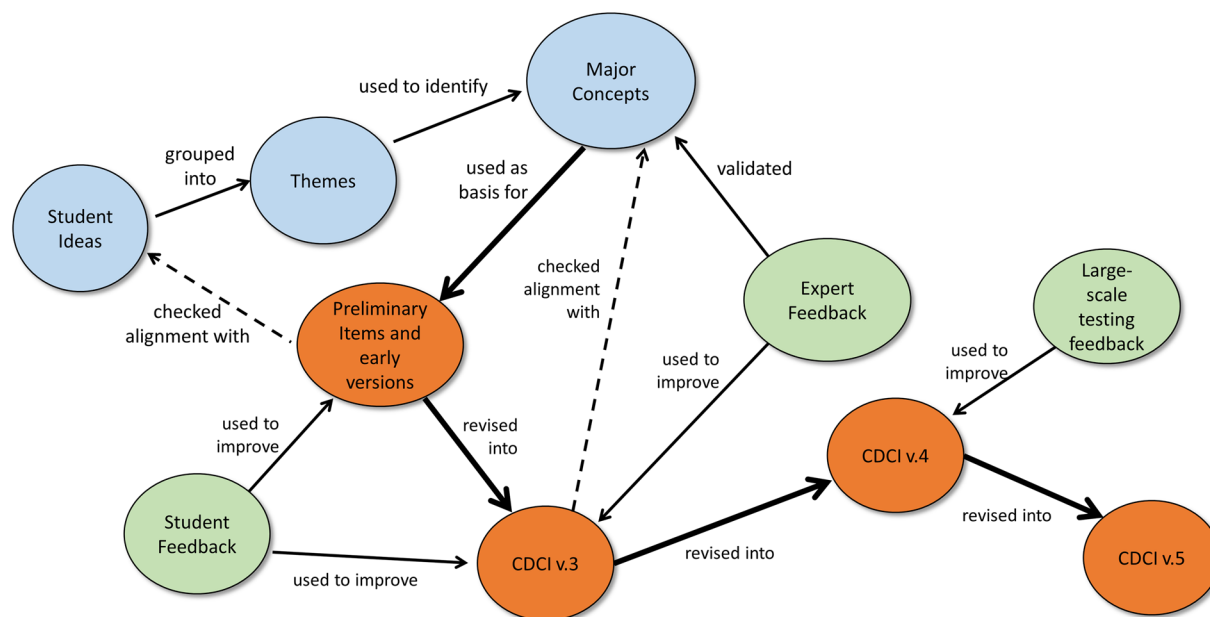 Major
Concepts
used to identify
grouped
into
Themes
used as
basis for
validated
Student
Ideas
checked
alignment with
checked
alignment
with
Expert
Feedback
Large-
scale
testing
feedback
Preliminary
Items and
early
versions
used to
improve
used to
improve
used to
improve
revised
into
CDCI v.4
Student
Feedback
used to improve
CDCI v.3
revised into
revised into
CDCI v.5